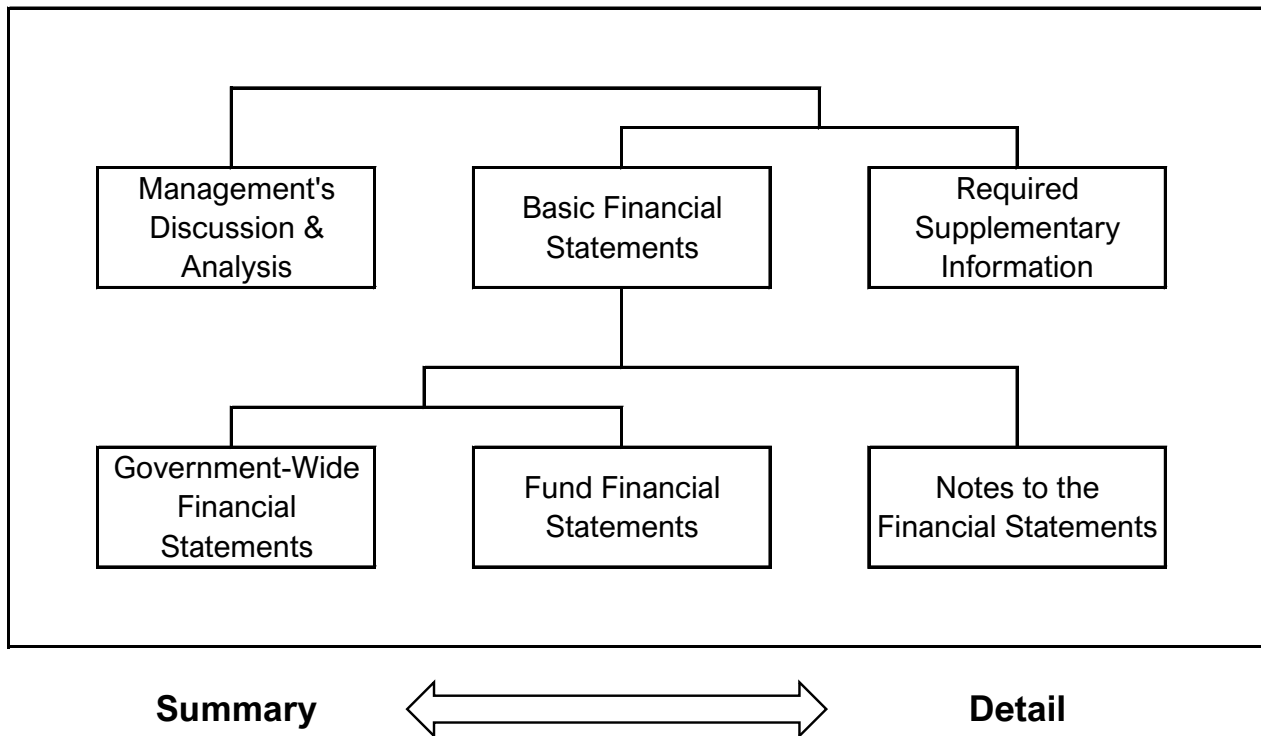 Management's
Discussion &
Analysis
Basic Financial
Statements
Required
Supplementary
Information
Government-Wide
Financial
Statements
Fund Financial
Statements
Notes to the
Financial Statements
Summary
Detail